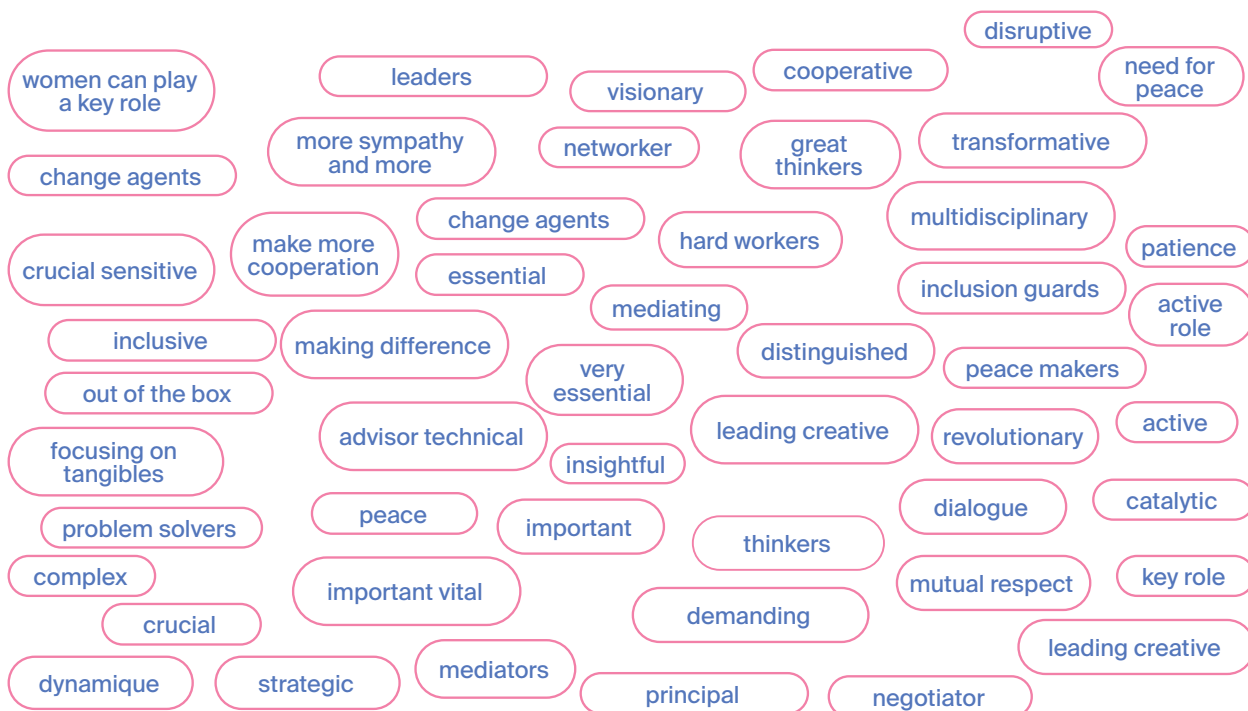 disruptive
women can play
a key role
leaders
visionary
cooperative
need for
peace
more sympathy
and more
networker
great
thinkers
transformative
change agents
change agents
hard workers
multidisciplinary
patience
crucial sensitive
make more
cooperation
essential
mediating
inclusion guards
active
role
inclusive
making difference
very
essential
distinguished
peace makers
out of the box
advisor technical
leading creative
revolutionary
active
focusing on
tangibles
insightful
problem solvers
peace
important
thinkers
dialogue
catalytic
complex
important vital
demanding
mutual respect
key role
crucial
leading creative
dynamique
strategic
mediators
principal
negotiator